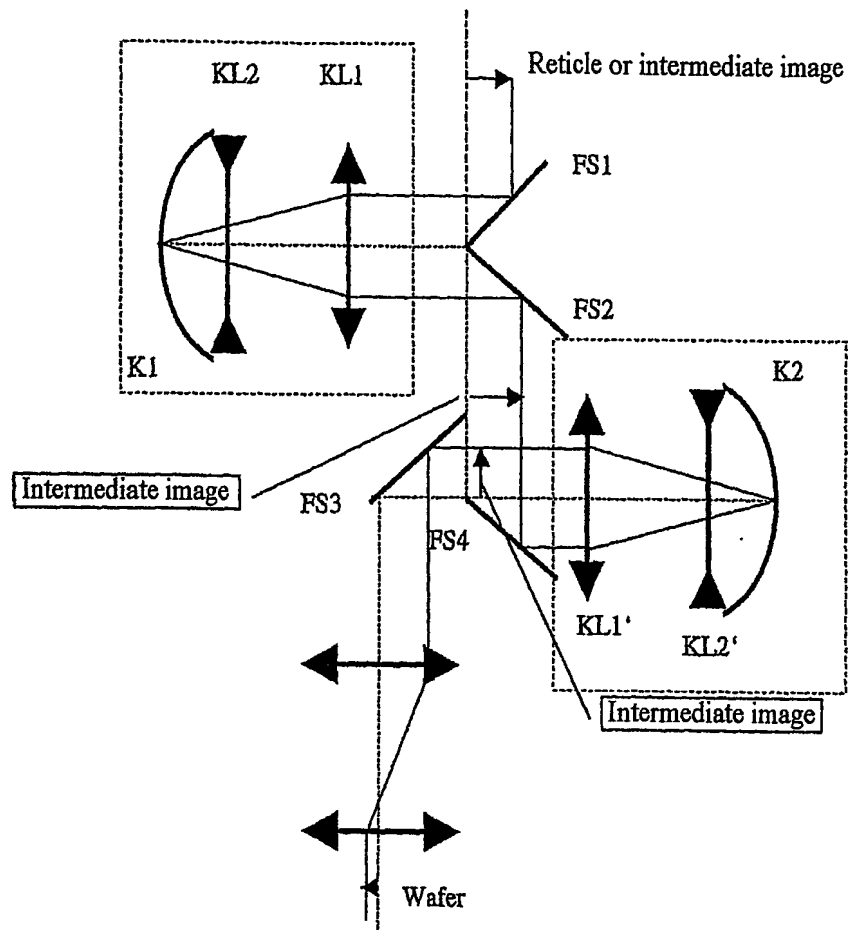 Reticle or intermediate image
KL2
KL1
FS1
FS2
K1
K2
Intermediate image
FS3
FS4
KL1'
KL2'
Intermediate image
Wafer